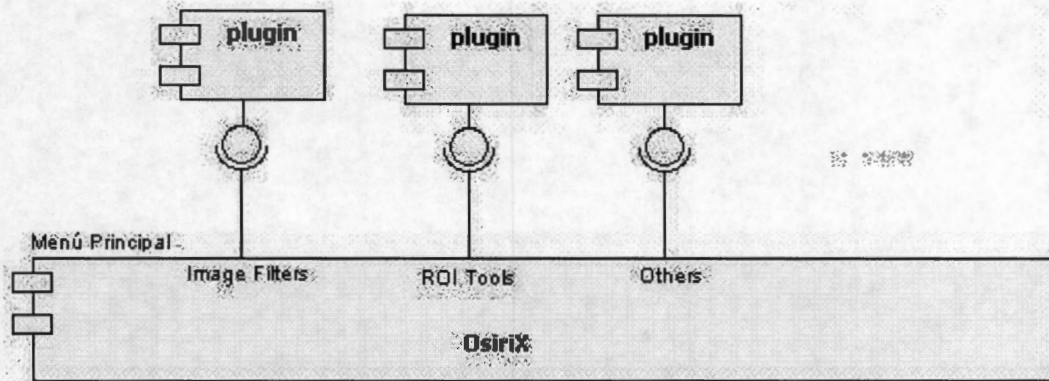 plugin plugin plugin
Menú Principal
Image Filters ROI Tools Others
OsiriX